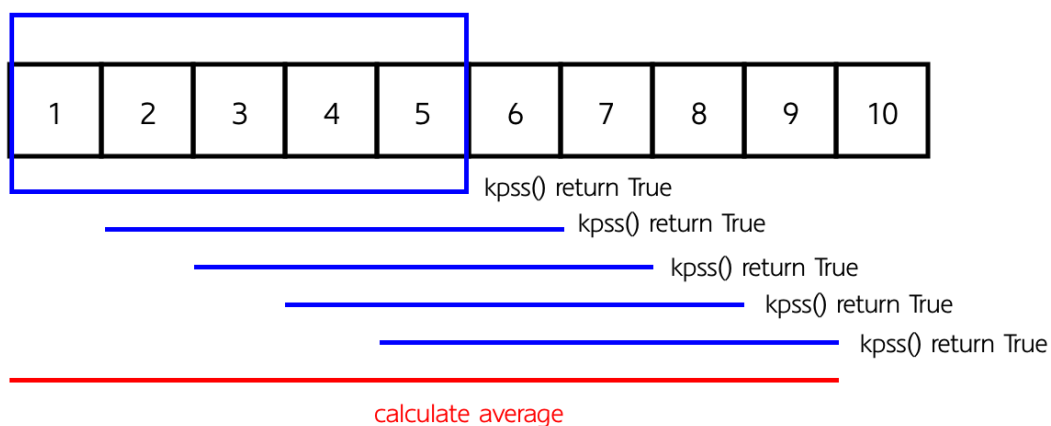 1 2 3 4 5 6 7 8 9 10
kpss() return True
kpss() return True
kpss() return True
kpss() return True
kpss() return True
calculate average